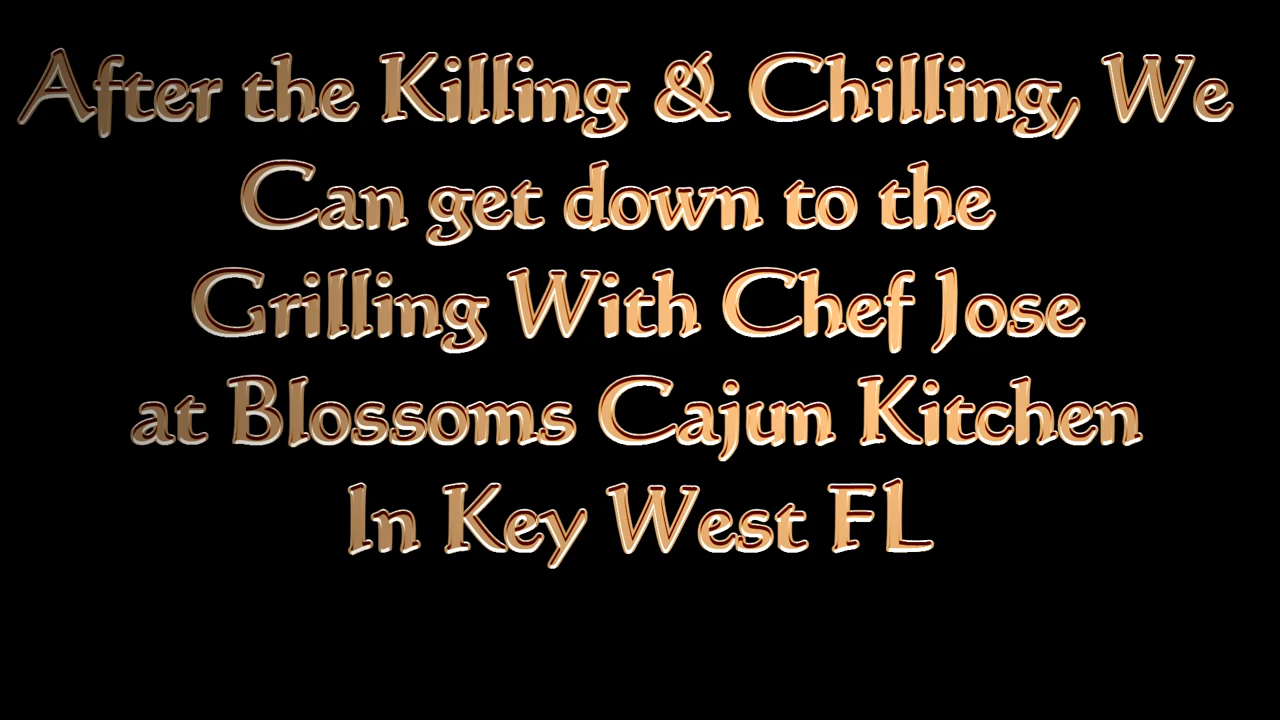 After the Killing & Chilling, We
Can get down to the
Grilling With Chef Jose
at Blossoms Cajun Kitchen
In Key West FL